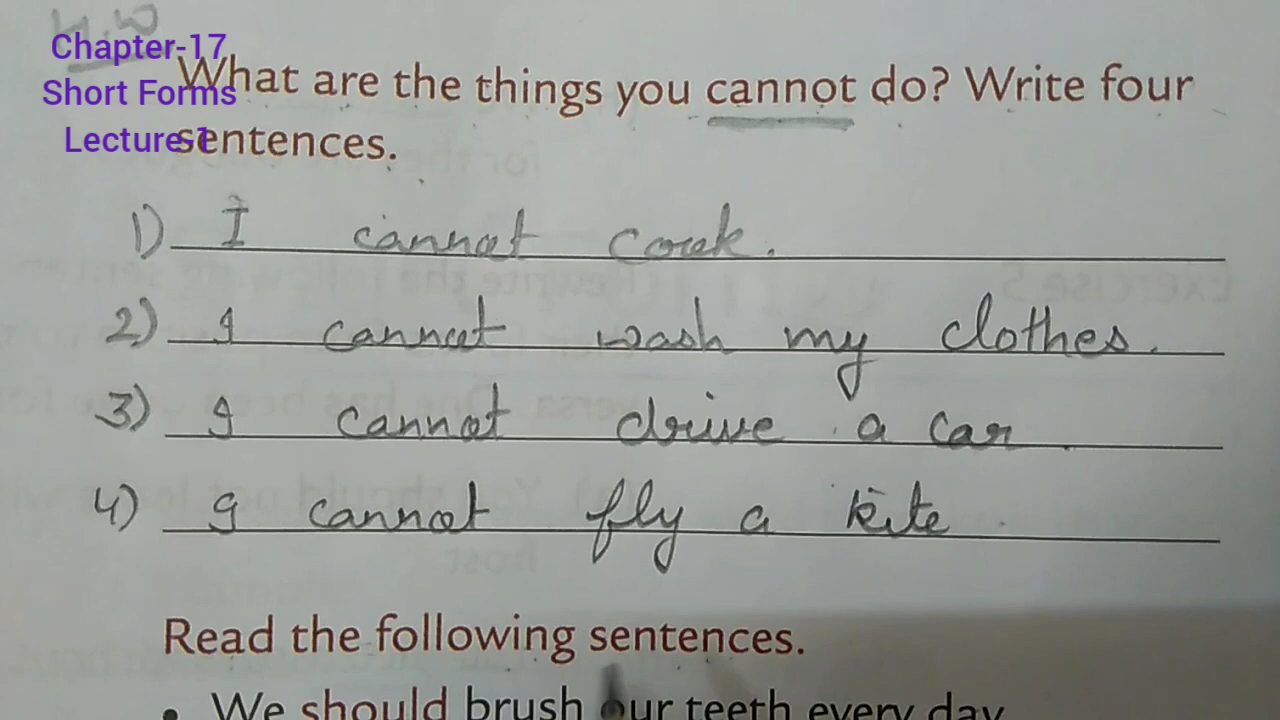 H.W
Chapter-17
Short Forms
Lecture-1
What are the things you cannot do? Write four
sentences.
1) I cannot cook.
2) I cannot wash my clothes.
3) I cannot drive a car.
4) I cannot fly a kite.
Read the following sentences.
• We should brush our teeth every day.